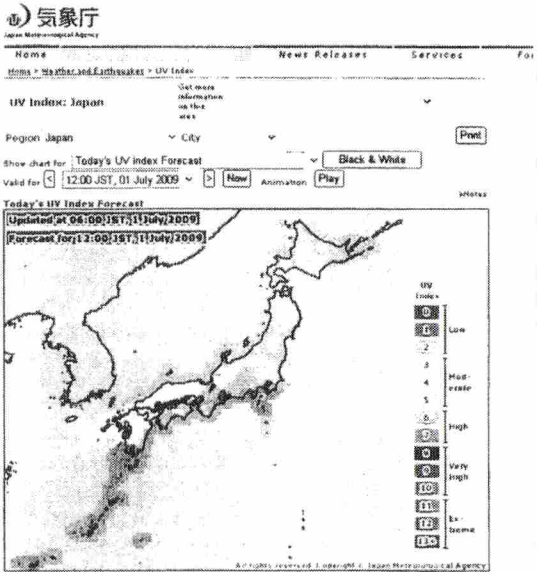 気象庁
Japan Meteorological Agency
Home News Releases Services Fo
Home > Weather and Earthquakes > UV Index
UV Index: Japan
Get more
information
on this
area
Region Japan City
Print
Show chart for Today's UV index Forecast Black & White
Valid for < 12:00 JST, 01 July 2009 > Now Animation Play
»Notes
Today's UV Index Forecast
Updated at 06:00 JST, 1 July 2009
Forecast for 12:00 JST, 1 July 2009
UV
Index
0
1 Low
2
3
4 Mod-
erate
5
6
7 High
8
9 Very
high
10
11
12 Ex-
treme
13+
All rights reserved. Copyright © Japan Meteorological Agency